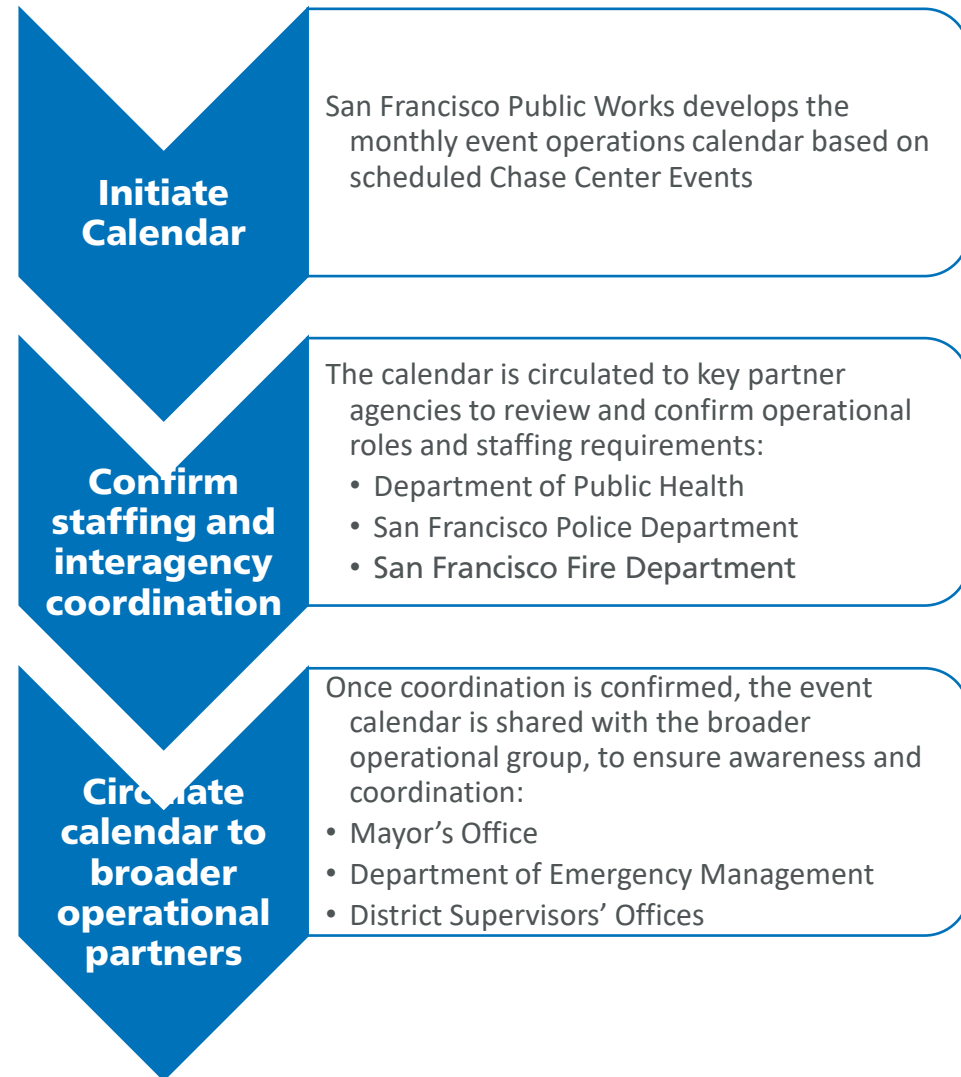 Initiate
Calendar
San Francisco Public Works develops the
monthly event operations calendar based on
scheduled Chase Center Events
Confirm
staffing and
interagency
coordination
The calendar is circulated to key partner
agencies to review and confirm operational
roles and staffing requirements:
• Department of Public Health
• San Francisco Police Department
• San Francisco Fire Department
Circulate
calendar to
broader
operational
partners
Once coordination is confirmed, the event
calendar is shared with the broader
operational group, to ensure awareness and
coordination:
• Mayor’s Office
• Department of Emergency Management
• District Supervisors’ Offices